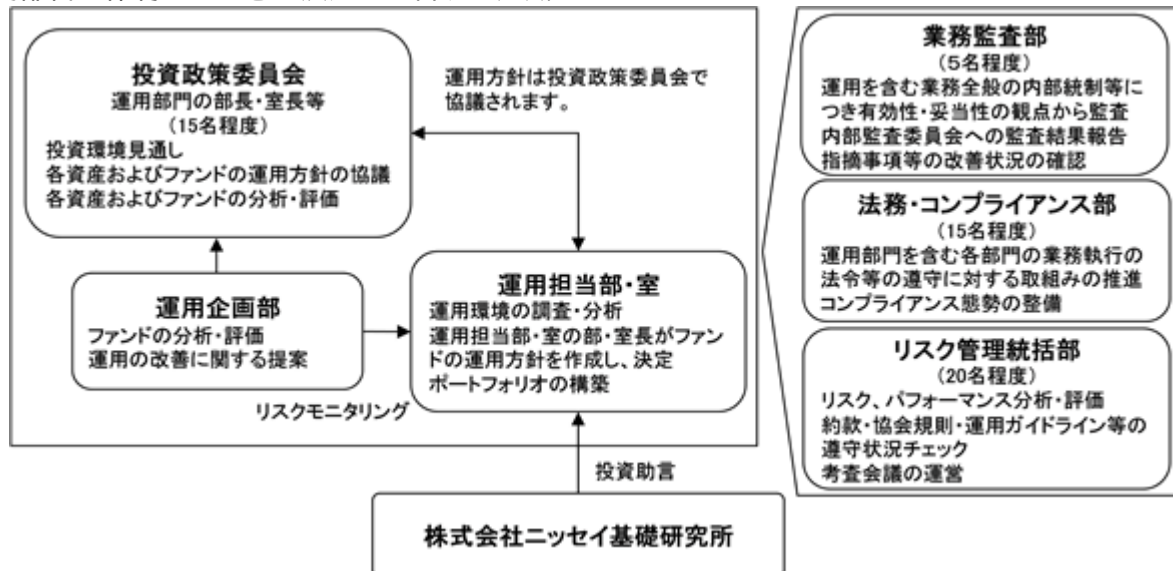 投資政策委員会
運用部門の部長・室長等
(15名程度)
投資環境見通し
各資産およびファンドの運用方針の協議
各資産およびファンドの分析・評価
運用方針は投資政策委員会で
協議されます。
運用企画部
ファンドの分析・評価
運用の改善に関する提案
運用担当部・室
運用環境の調査・分析
運用担当部・室の部・室長がファン
ドの運用方針を作成し、決定
ポートフォリオの構築
リスクモニタリング
投資助言
株式会社ニッセイ基礎研究所
業務監査部
(5名程度)
運用を含む業務全般の内部統制等に
つき有効性・妥当性の観点から監査
内部監査委員会への監査結果報告
指摘事項等の改善状況の確認
法務・コンプライアンス部
(15名程度)
運用部門を含む各部門の業務執行の
法令等の遵守に対する取組みの推進
コンプライアンス態勢の整備
リスク管理統括部
(20名程度)
リスク、パフォーマンス分析・評価
約款・協会規則・運用ガイドライン等の
遵守状況チェック
考査会議の運営